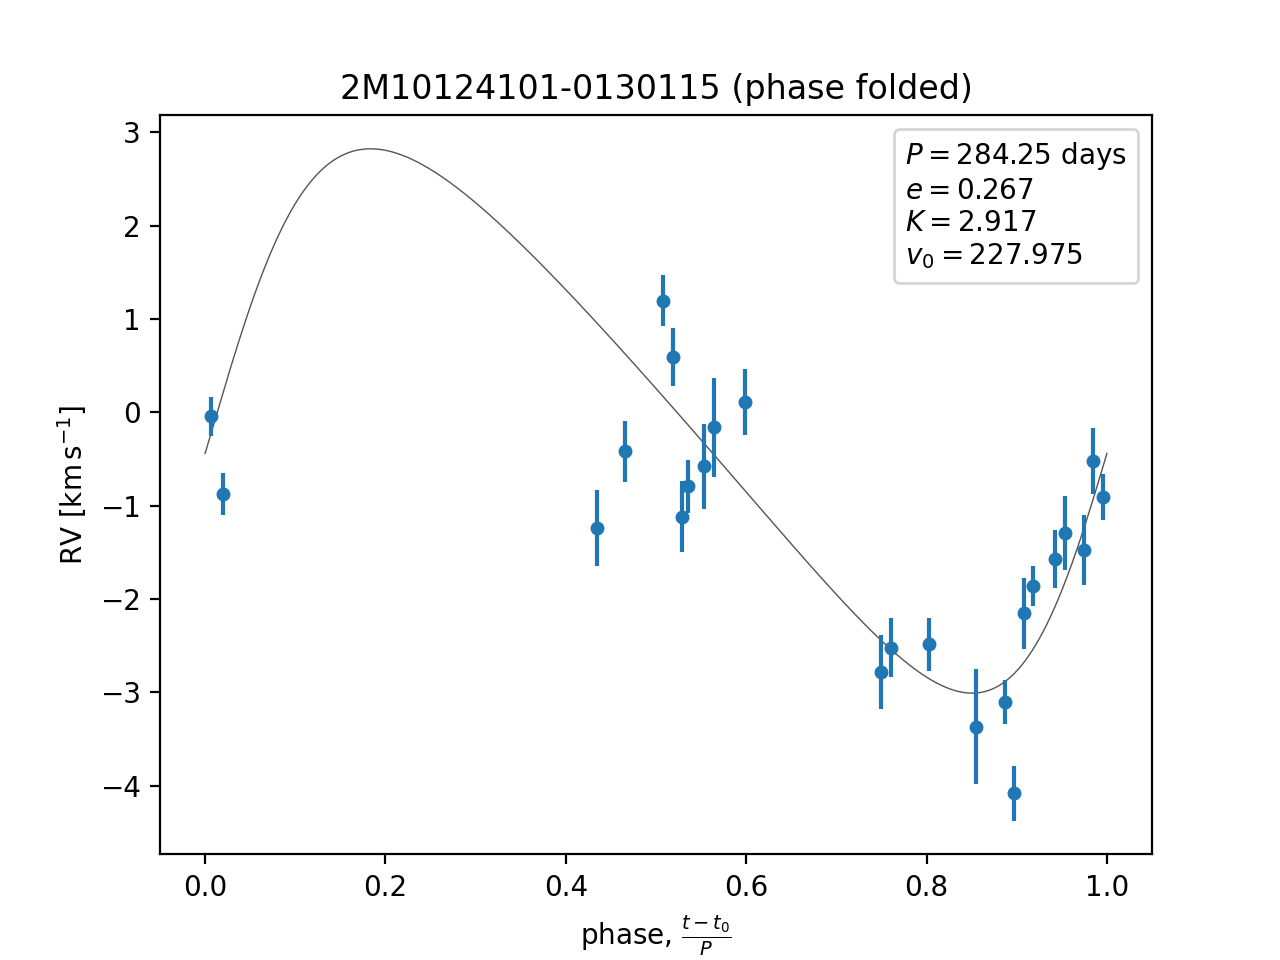 2M10124101-0130115 (phase folded)
P = 284.25 days
e = 0.267
K = 2.917
v₀ = 227.975
3
2
1
0
−1
−2
−3
−4
RV [km s⁻¹]
0.0 0.2 0.4 0.6 0.8 1.0
phase, (t − t₀)/P